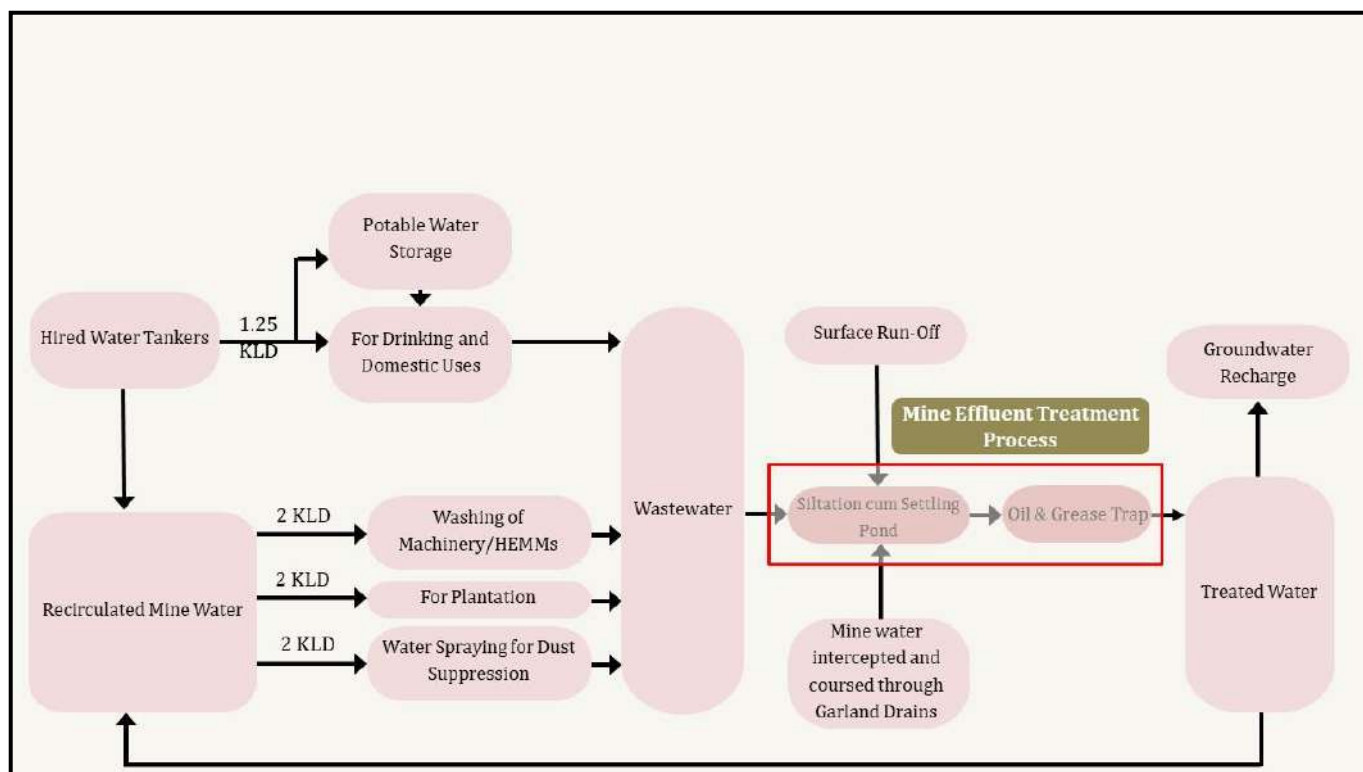 Potable Water
Storage
Hired Water Tankers
1.25
KLD
For Drinking and
Domestic Uses
Surface Run-Off
Groundwater
Recharge
Mine Effluent Treatment
Process
Wastewater
Siltation cum Settling
Pond
Oil & Grease Trap
Treated Water
Recirculated Mine Water
2 KLD
Washing of
Machinery/HEMMs
2 KLD
For Plantation
2 KLD
Water Spraying for Dust
Suppression
Mine water
intercepted and
coursed through
Garland Drains